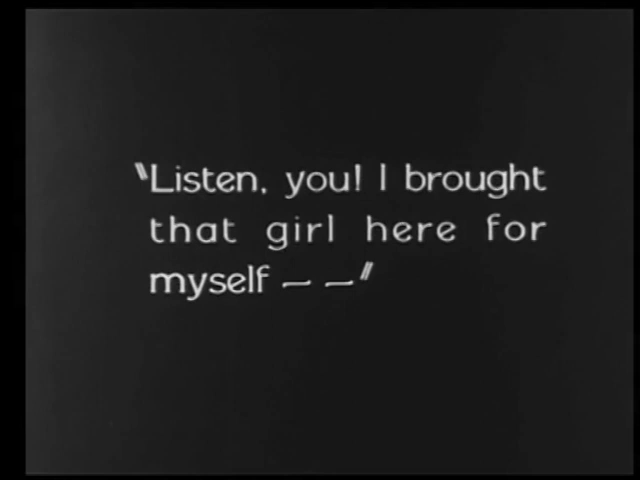 "Listen, you! I brought
that girl here for
myself — —"